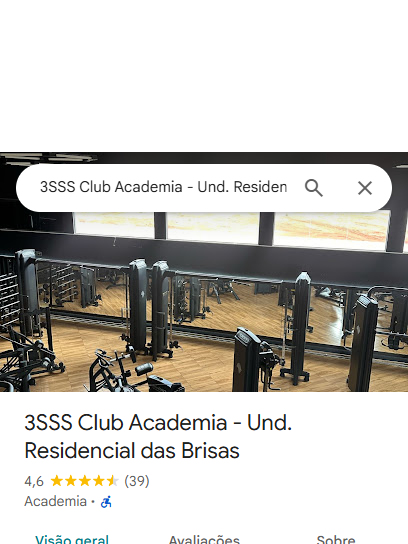 3SSS Club Academia - Und. Residen
3SSS Club Academia - Und.
Residencial das Brisas
4,6 (39)
Academia ·
Visão geral Avaliações Sobre